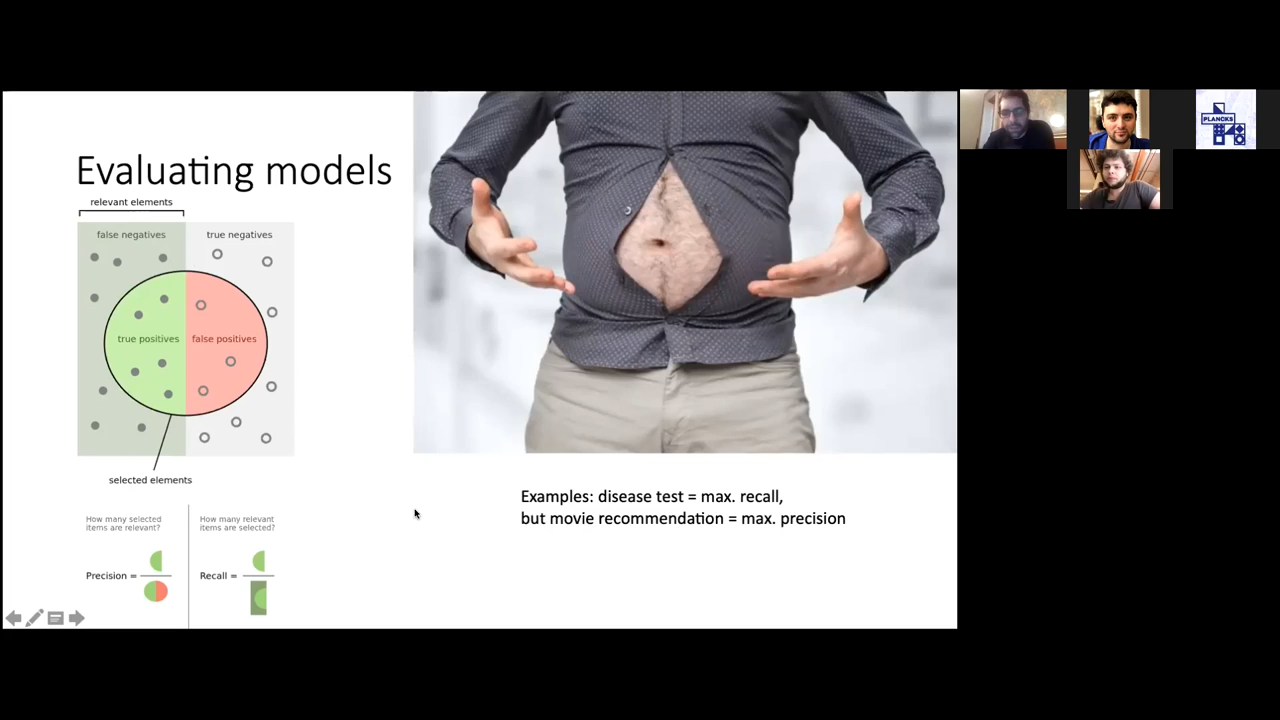 Evaluating models
relevant elements
false negatives
true negatives
true positives
false positives
selected elements
How many selected
items are relevant?
How many relevant
items are selected?
Precision =
Recall =
Examples: disease test = max. recall,
but movie recommendation = max. precision
PLANCKS